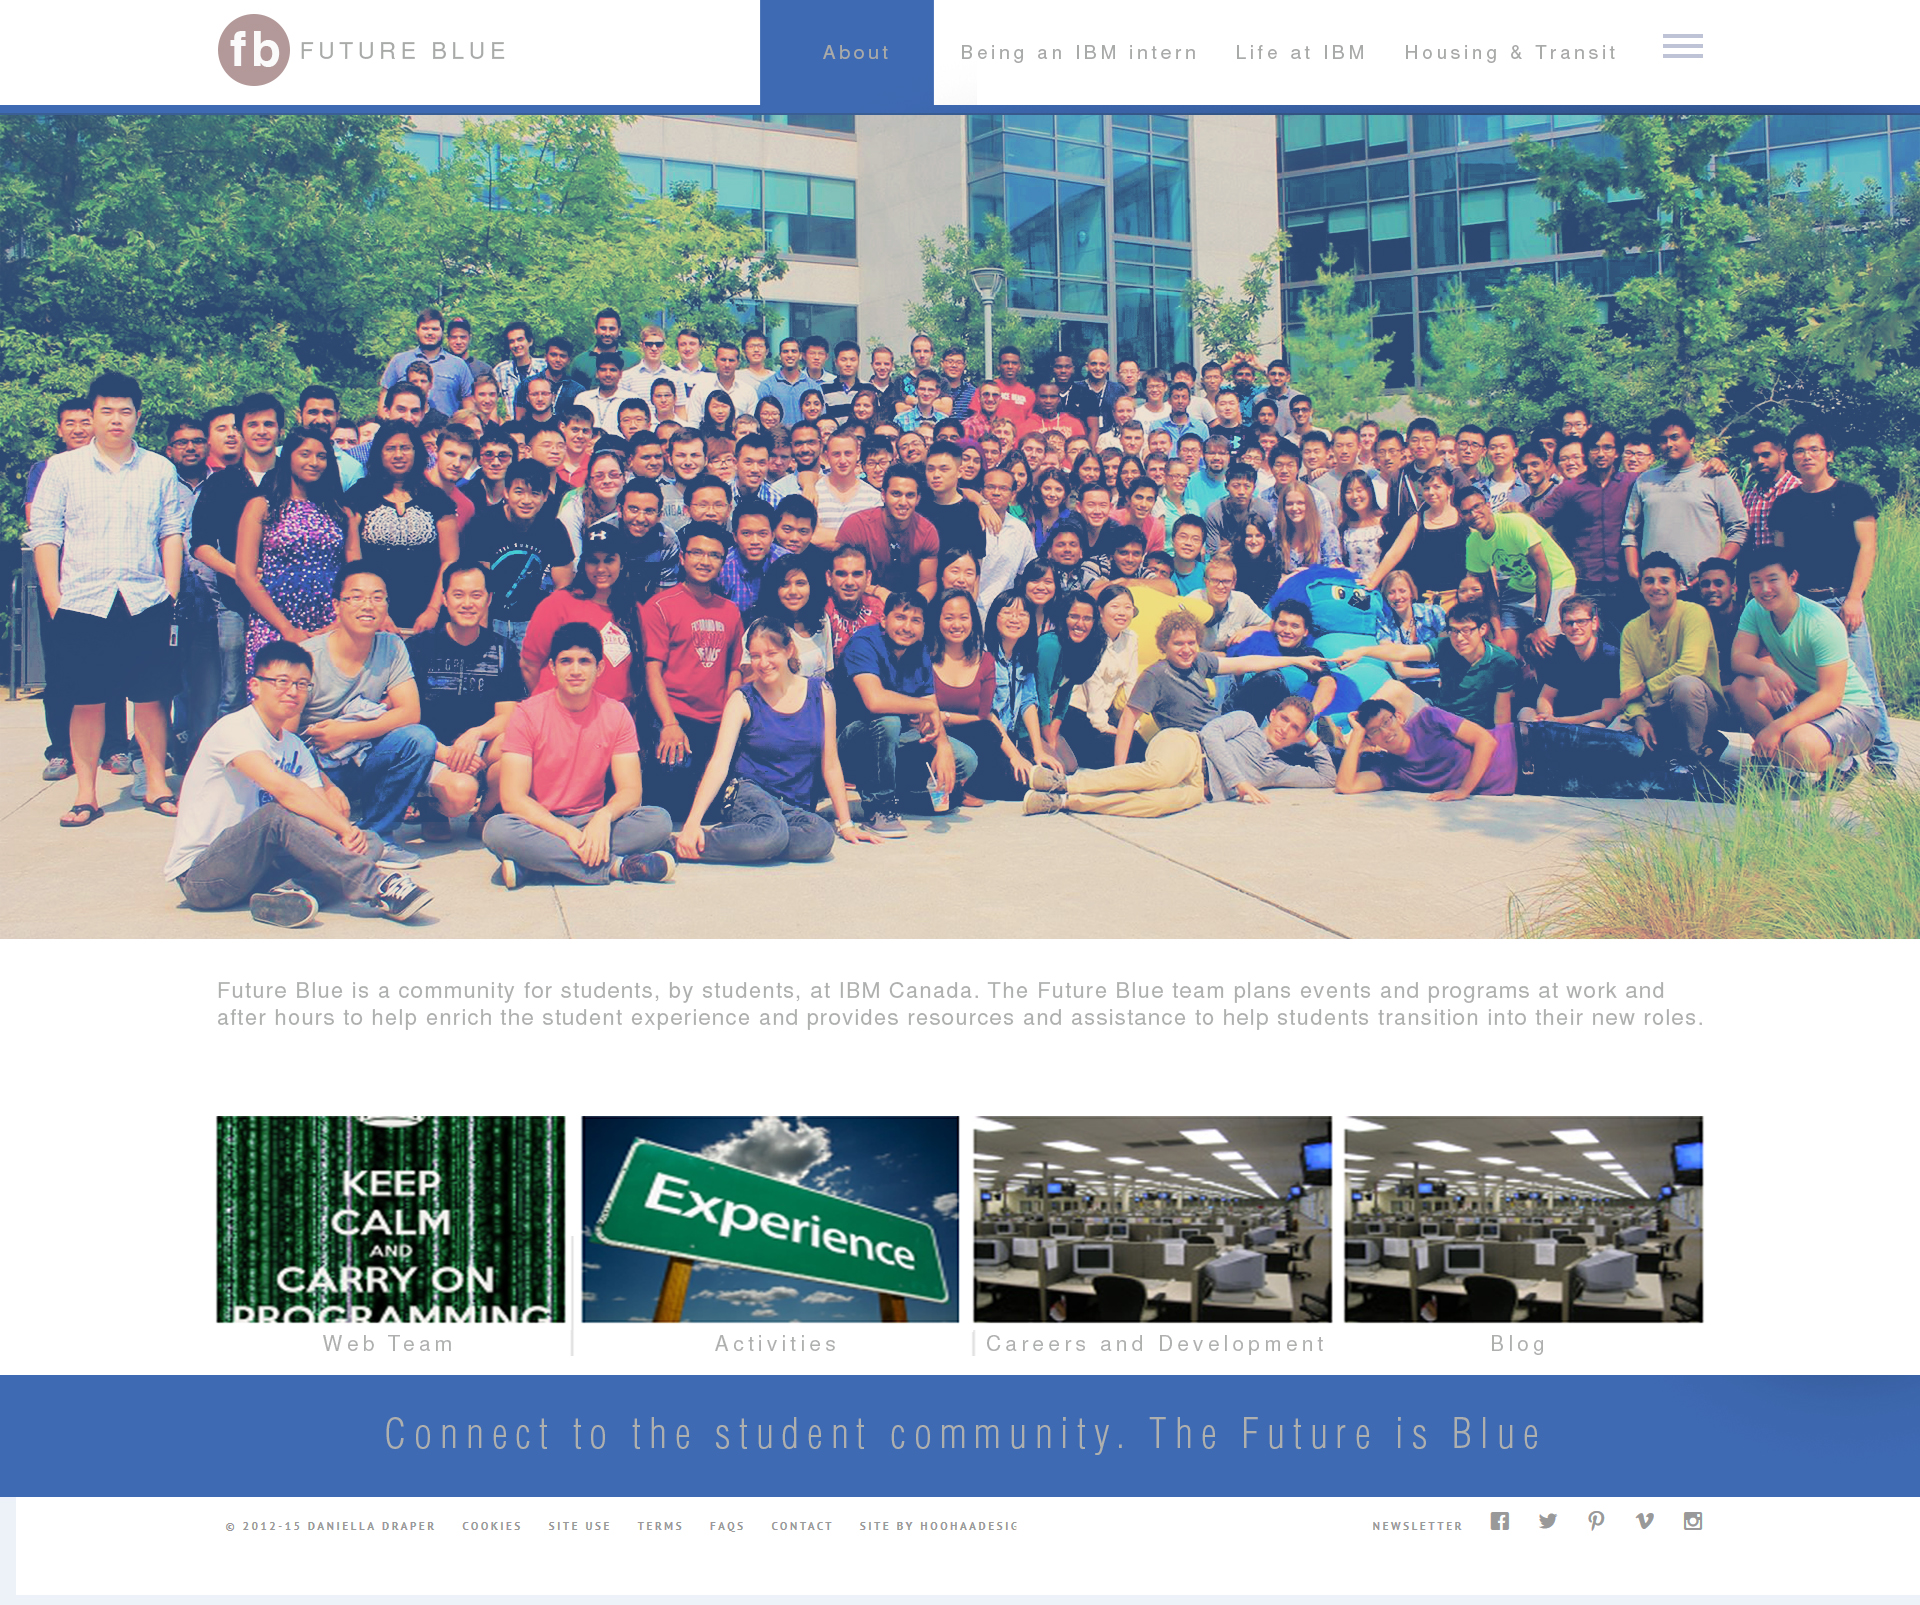 fb FUTURE BLUE
About
Being an IBM intern
Life at IBM
Housing & Transit
Future Blue is a community for students, by students, at IBM Canada. The Future Blue team plans events and programs at work and
after hours to help enrich the student experience and provides resources and assistance to help students transition into their new roles.
KEEP
CALM
AND
CARRY ON
PROGRAMMING
Experience
Web Team
Activities
Careers and Development
Blog
Connect to the student community. The Future is Blue
© 2012-15 DANIELLA DRAPER
COOKIES
SITE USE
TERMS
FAQS
CONTACT
SITE BY HOOHAADESIG
NEWSLETTER